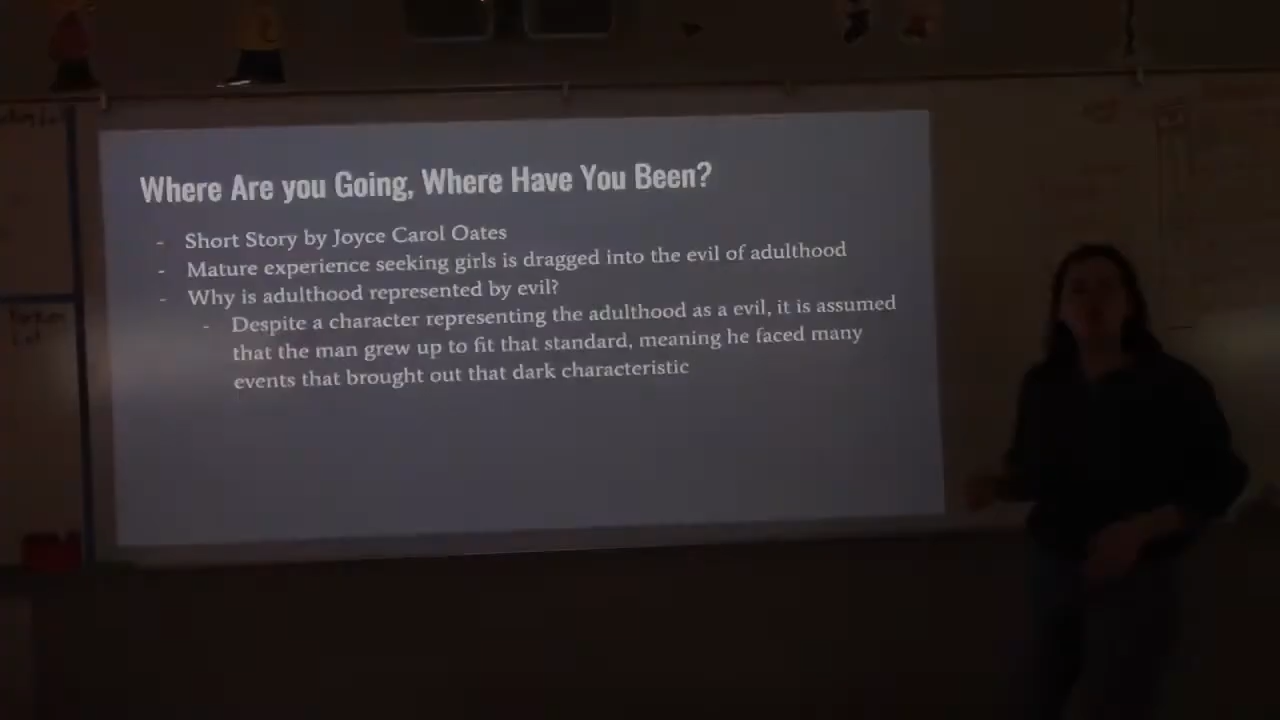 Where Are you Going, Where Have You Been?
- Short Story by Joyce Carol Oates
- Mature experience seeking girls is dragged into the evil of adulthood
- Why is adulthood represented by evil?
- Despite a character representing the adulthood as a evil, it is assumed
that the man grew up to fit that standard, meaning he faced many
events that brought out that dark characteristic